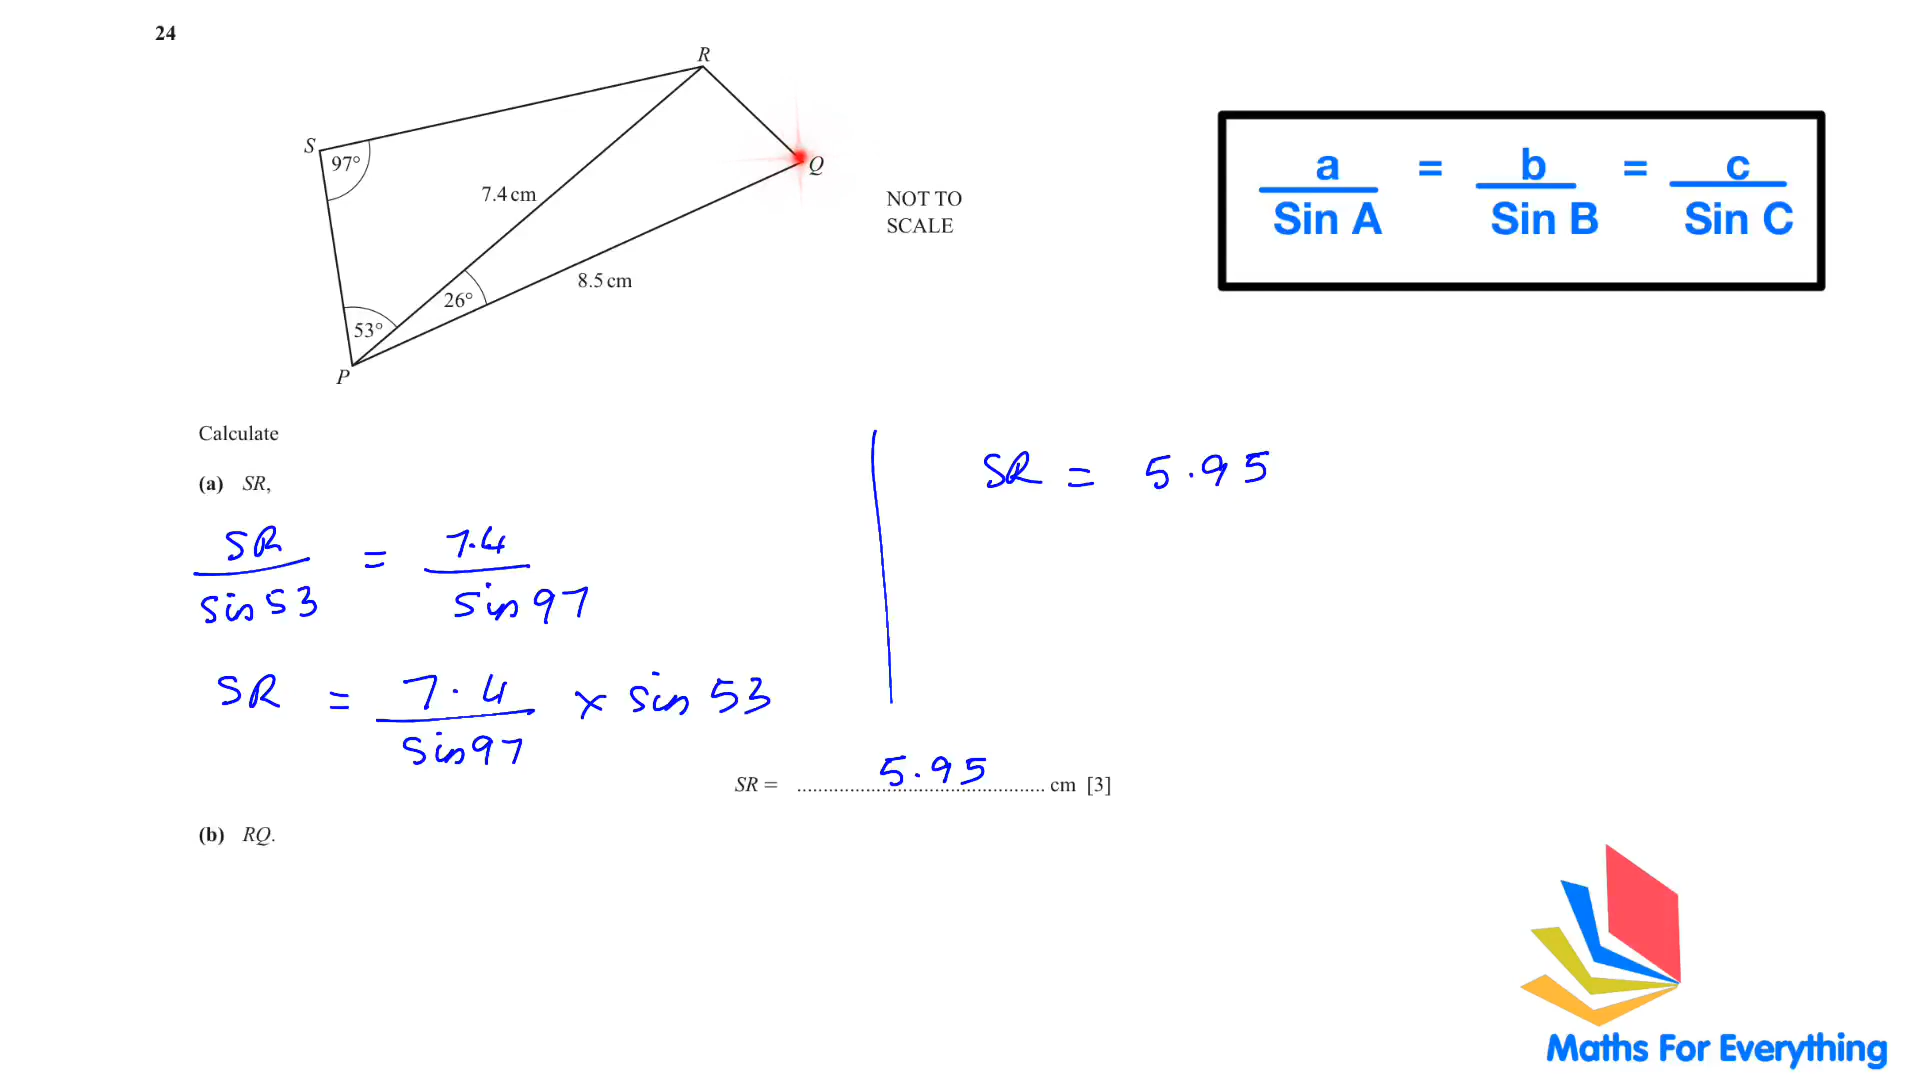 24
R
S
97°
Q
7.4 cm
NOT TO
SCALE
8.5 cm
26°
53°
P
a = b = c
Sin A Sin B Sin C
Calculate
(a) SR,
SR = 7.4
sin 53 sin 97
SR = 7.4 × sin 53
sin 97
SR = 5.95
SR = 5.95 cm [3]
(b) RQ.
Maths For Everything